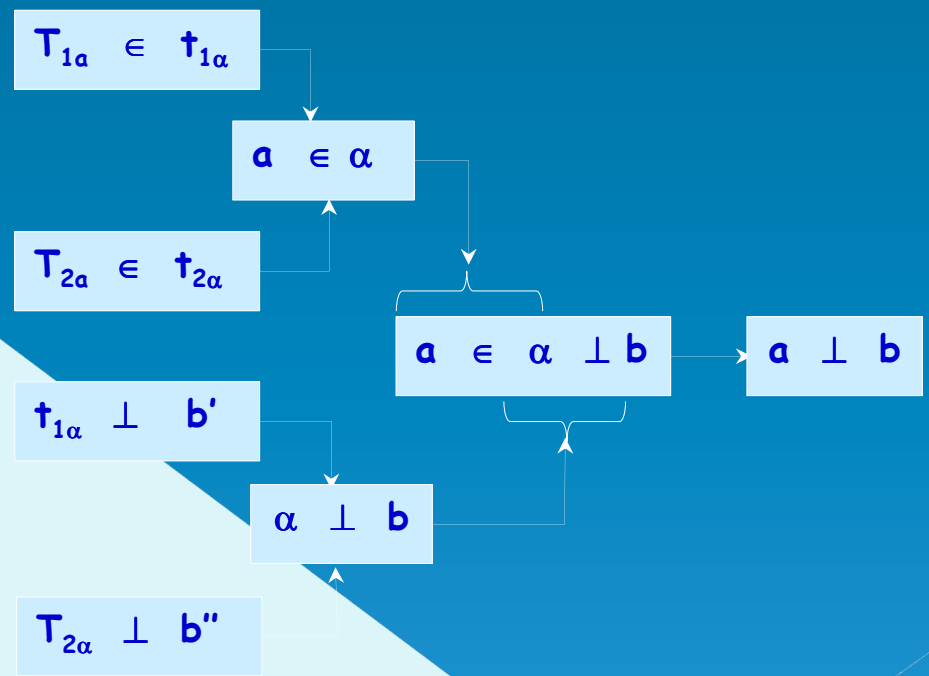 T₁ₐ ∈ t₁α
a ∈ α
T₂ₐ ∈ t₂α
a ∈ α ⊥ b
a ⊥ b
t₁α ⊥ b'
α ⊥ b
T₂α ⊥ b"